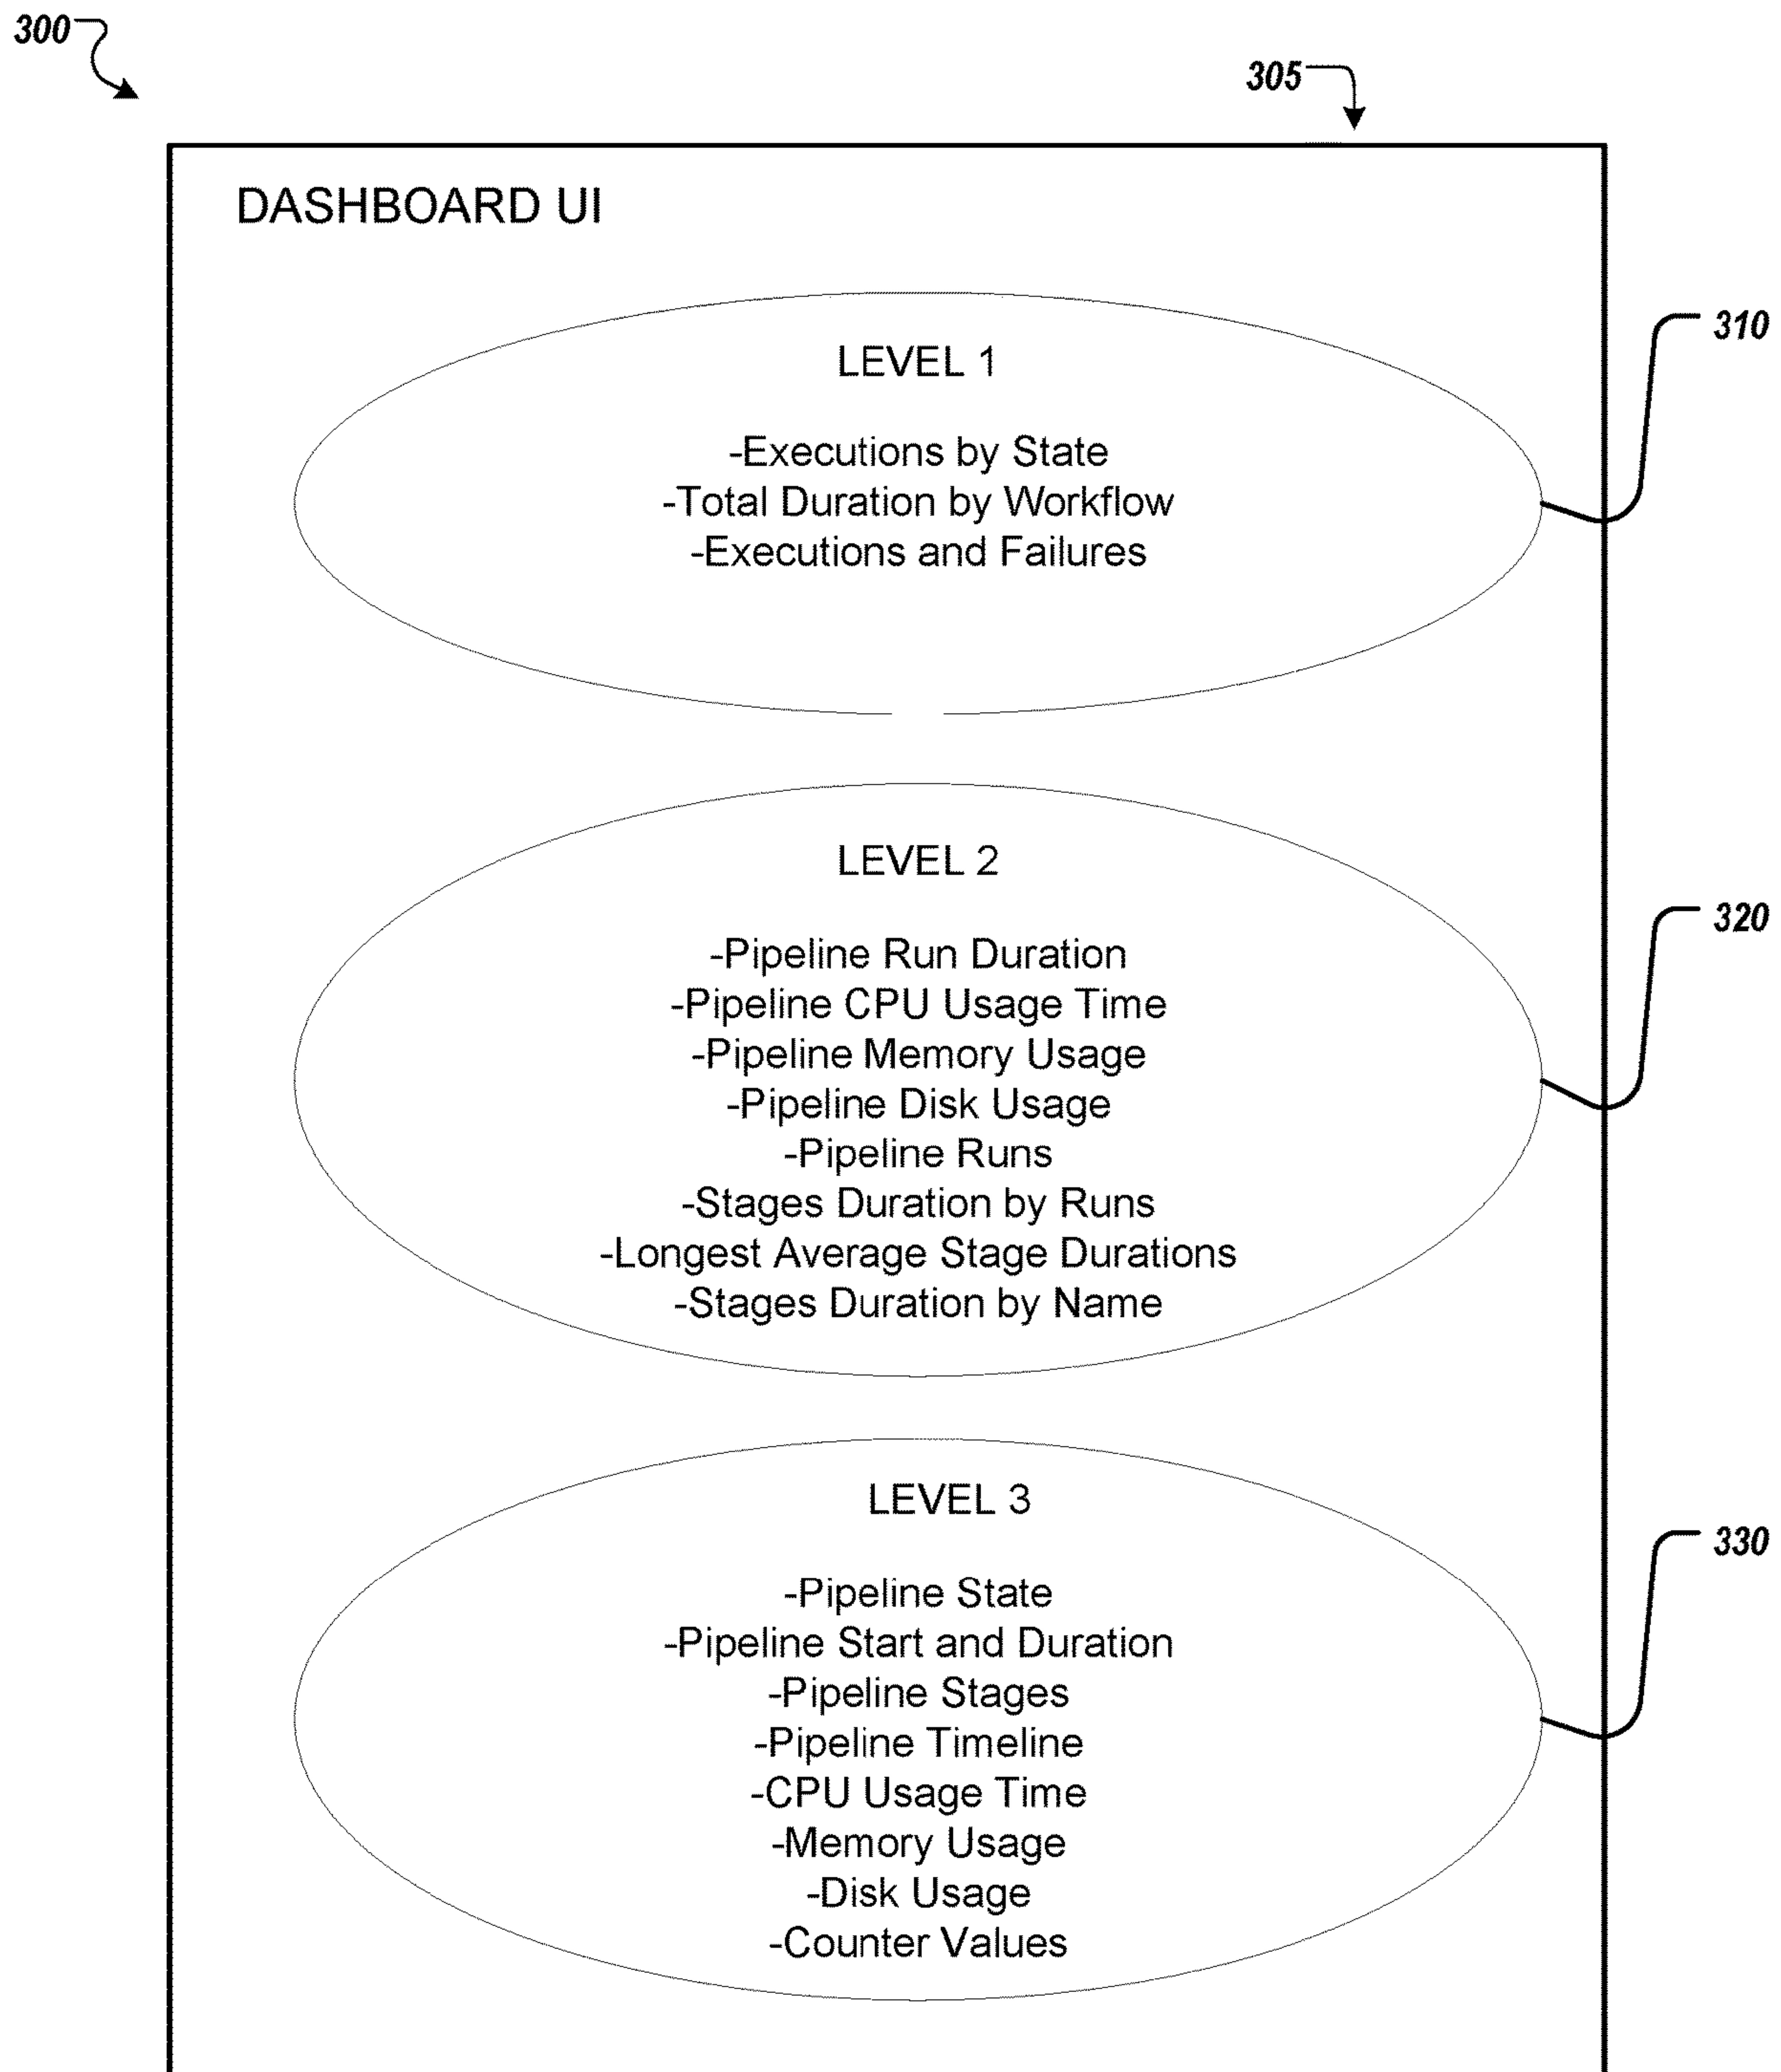 300
305
DASHBOARD UI
310
LEVEL 1
-Executions by State
-Total Duration by Workflow
-Executions and Failures
320
LEVEL 2
-Pipeline Run Duration
-Pipeline CPU Usage Time
-Pipeline Memory Usage
-Pipeline Disk Usage
-Pipeline Runs
-Stages Duration by Runs
-Longest Average Stage Durations
-Stages Duration by Name
330
LEVEL 3
-Pipeline State
-Pipeline Start and Duration
-Pipeline Stages
-Pipeline Timeline
-CPU Usage Time
-Memory Usage
-Disk Usage
-Counter Values